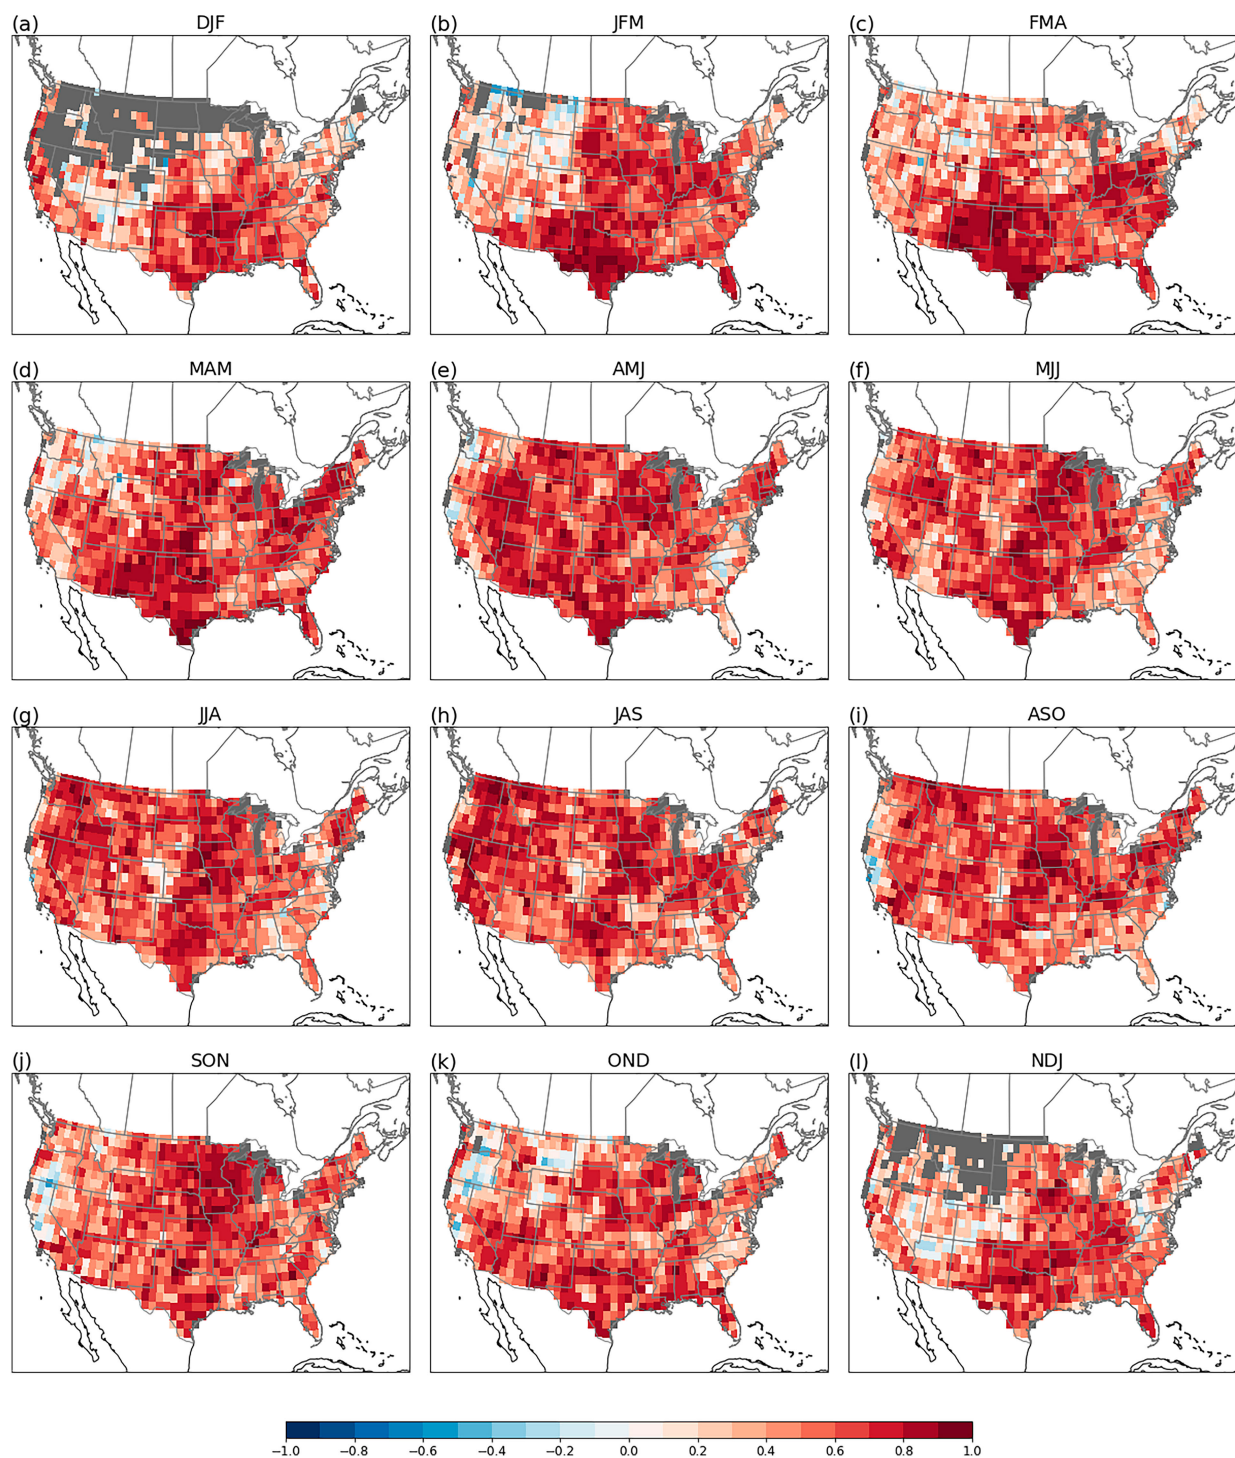 (a) DJF
(b) JFM
(c) FMA
(d) MAM
(e) AMJ
(f) MJJ
(g) JJA
(h) JAS
(i) ASO
(j) SON
(k) OND
(l) NDJ
−1.0 −0.8 −0.6 −0.4 −0.2 0.0 0.2 0.4 0.6 0.8 1.0